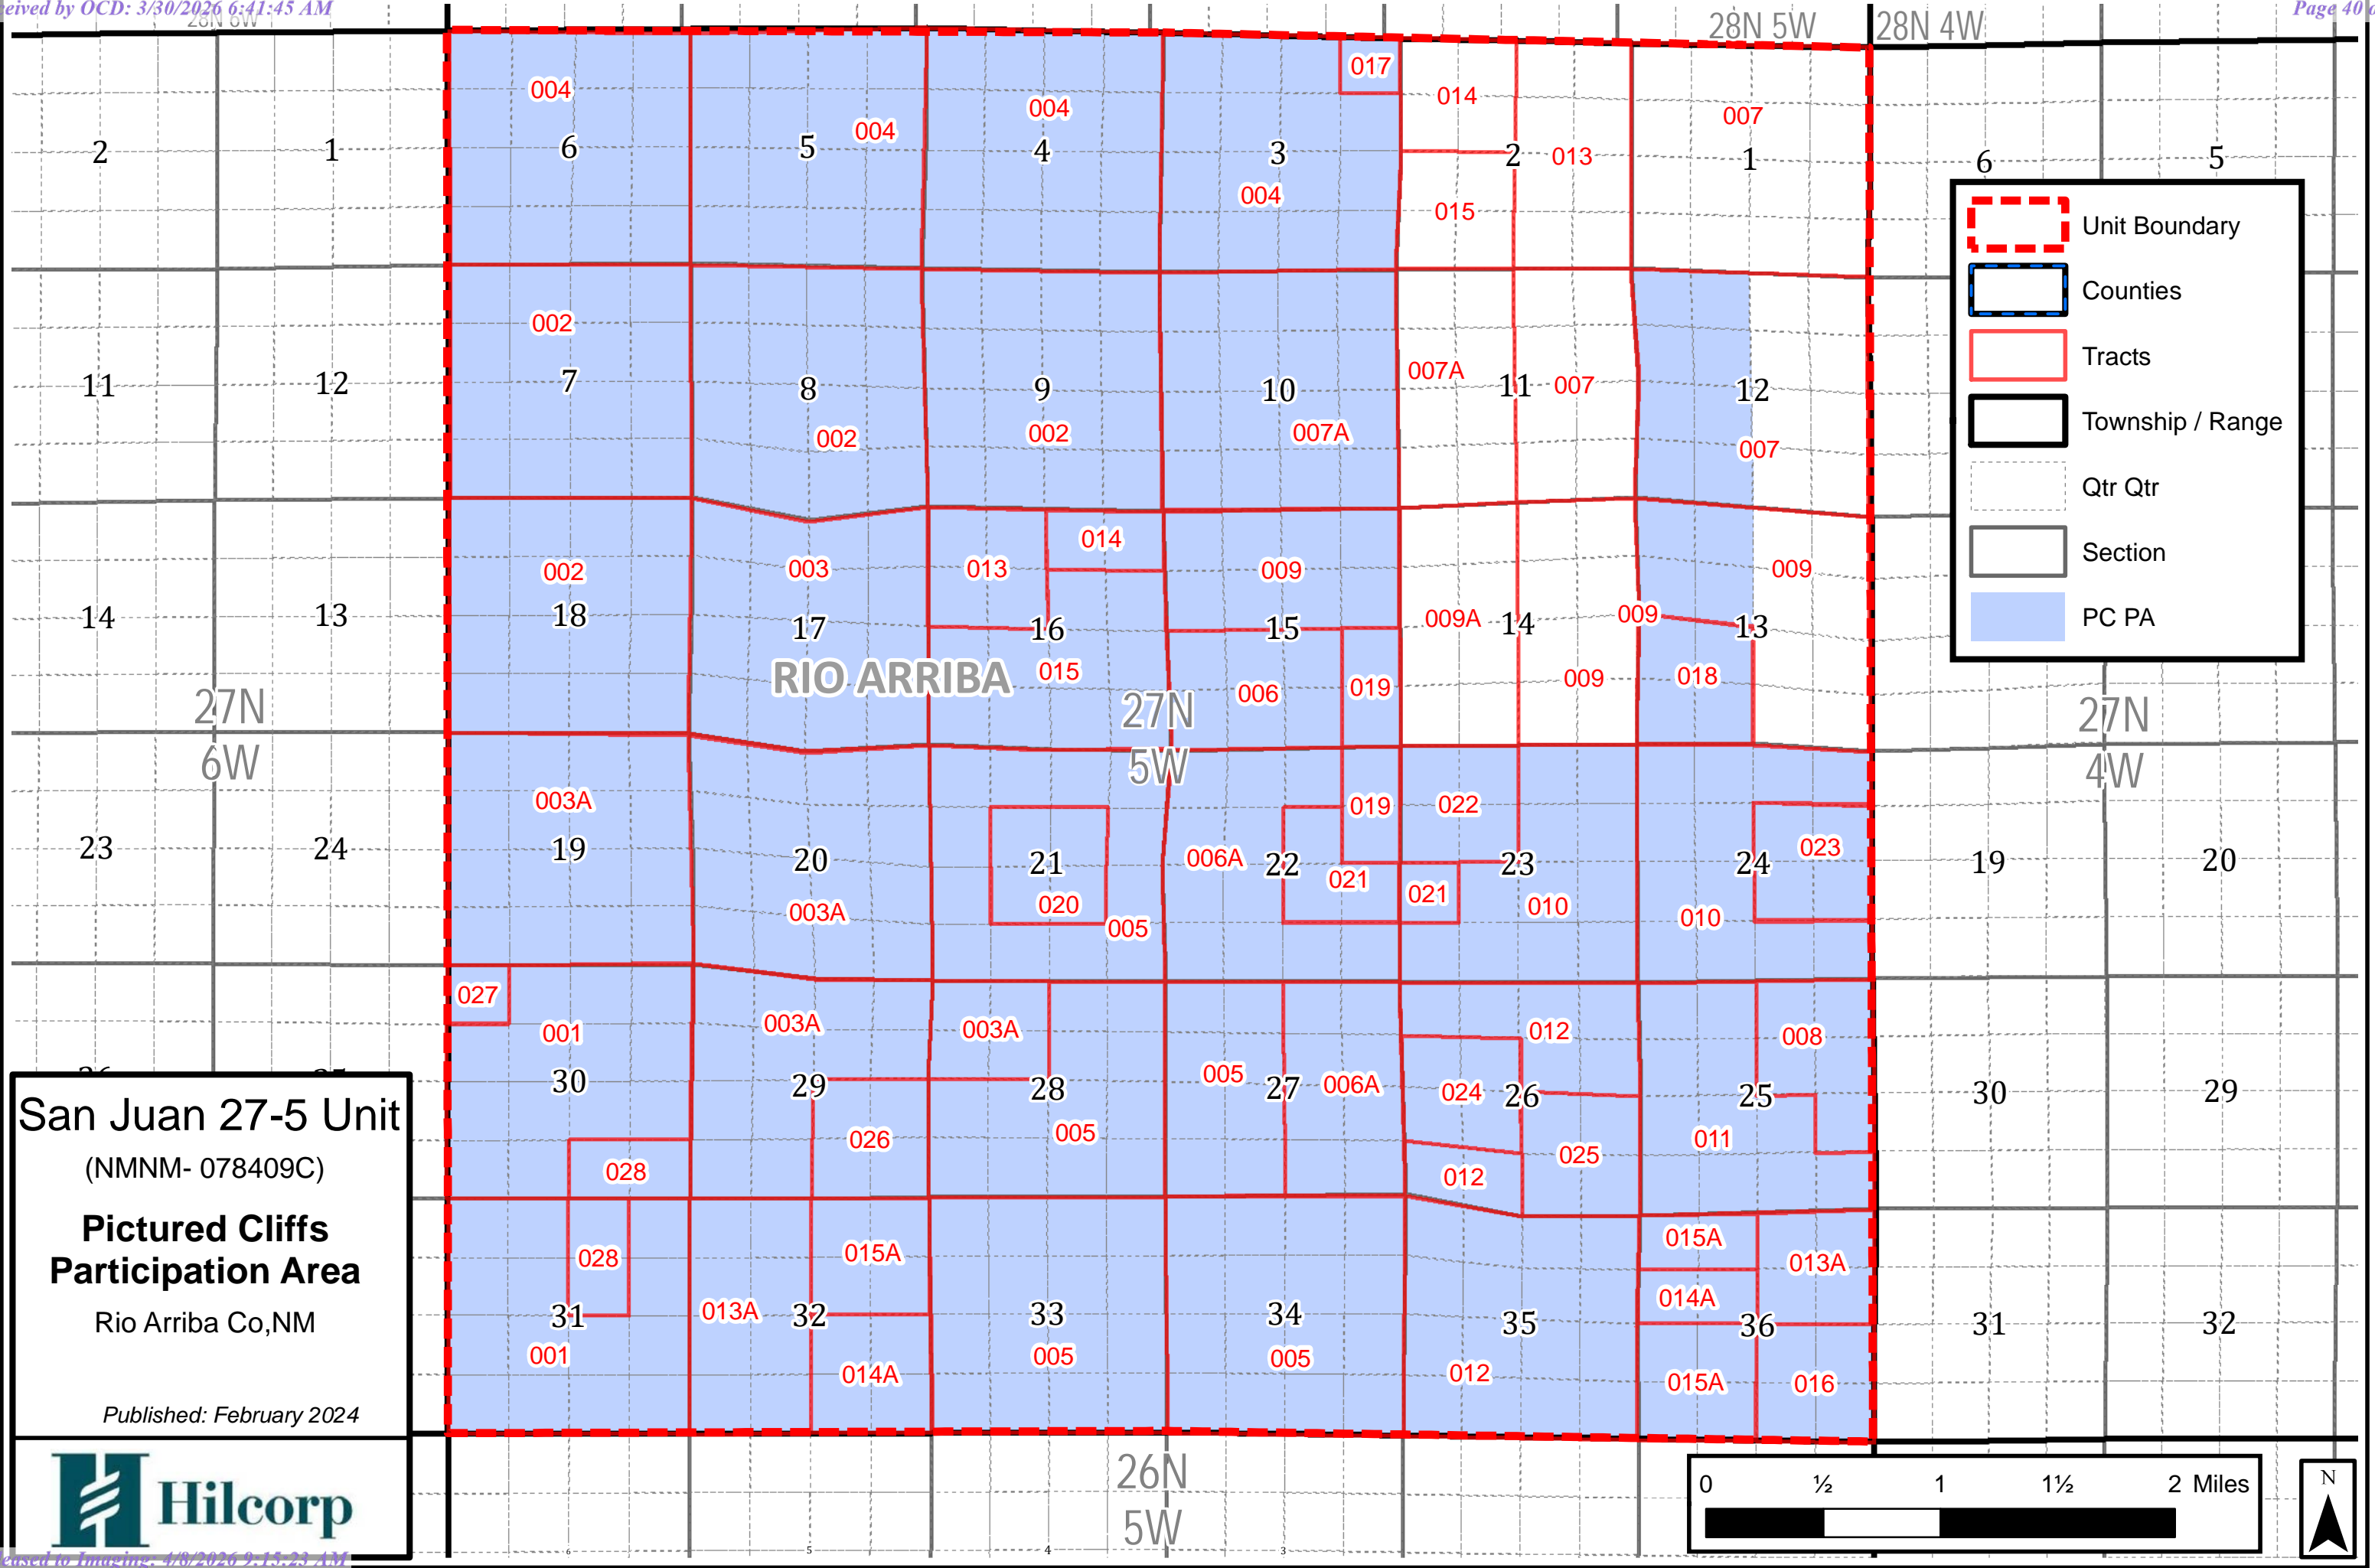 eived by OCD: 3/30/2026 6:41:45 AM
Page 40
28N 6W
28N 5W
28N 4W
004
004
004
004
017
014
007
2
1
6
5
4
3
2
013
1
6
5
015
Unit Boundary
Counties
Tracts
Township / Range
Qtr Qtr
Section
PC PA
002
11
12
7
8
9
10
007A
11
007
12
002
002
007A
007
002
003
013
014
009
009
14
13
18
17
16
15
009A
14
009
13
RIO ARRIBA
015
006
019
009
018
27N
6W
27N
5W
27N
4W
003A
019
022
23
24
19
20
21
006A
22
021
23
24
023
19
20
003A
020
005
021
010
010
027
001
003A
003A
012
008
30
29
28
005
27
006A
024
26
25
30
29
028
026
005
012
025
011
028
015A
015A
013A
31
013A
32
33
34
35
014A
36
31
32
001
014A
005
005
012
015A
016
San Juan 27-5 Unit
(NMNM- 078409C)
Pictured Cliffs
Participation Area
Rio Arriba Co,NM
Published: February 2024
Hilcorp
26N
5W
0 ½ 1 1½ 2 Miles
N
5
4
3
eased to Imaging: 4/8/2026 9:15:23 AM